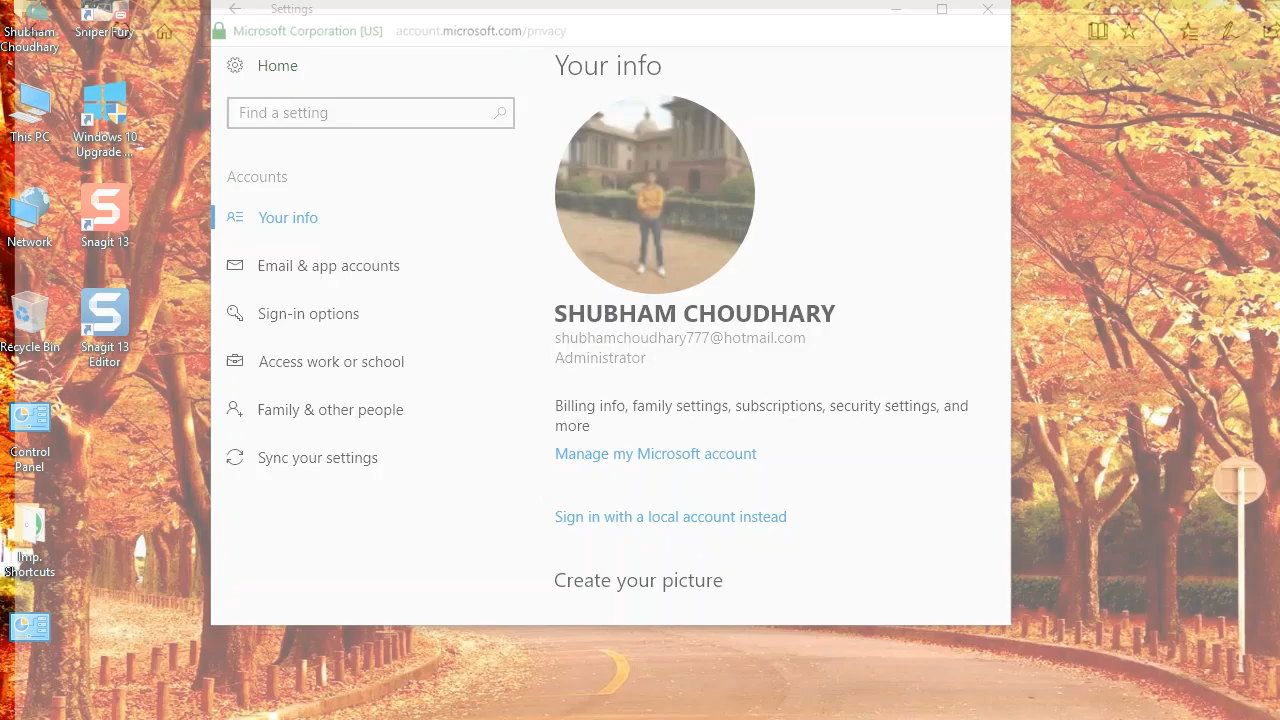 Settings
Microsoft Corporation [US] account.microsoft.com/privacy
Shubham
Choudhary
Sniper Fury
This PC
Windows 10
Upgrade ...
Network
Snagit 13
Recycle Bin
Snagit 13
Editor
Control
Panel
Imp.
Shortcuts
Home
Find a setting
Accounts
Your info
Email & app accounts
Sign-in options
Access work or school
Family & other people
Sync your settings
Your info
SHUBHAM CHOUDHARY
shubhamchoudhary777@hotmail.com
Administrator
Billing info, family settings, subscriptions, security settings, and
more
Manage my Microsoft account
Sign in with a local account instead
Create your picture